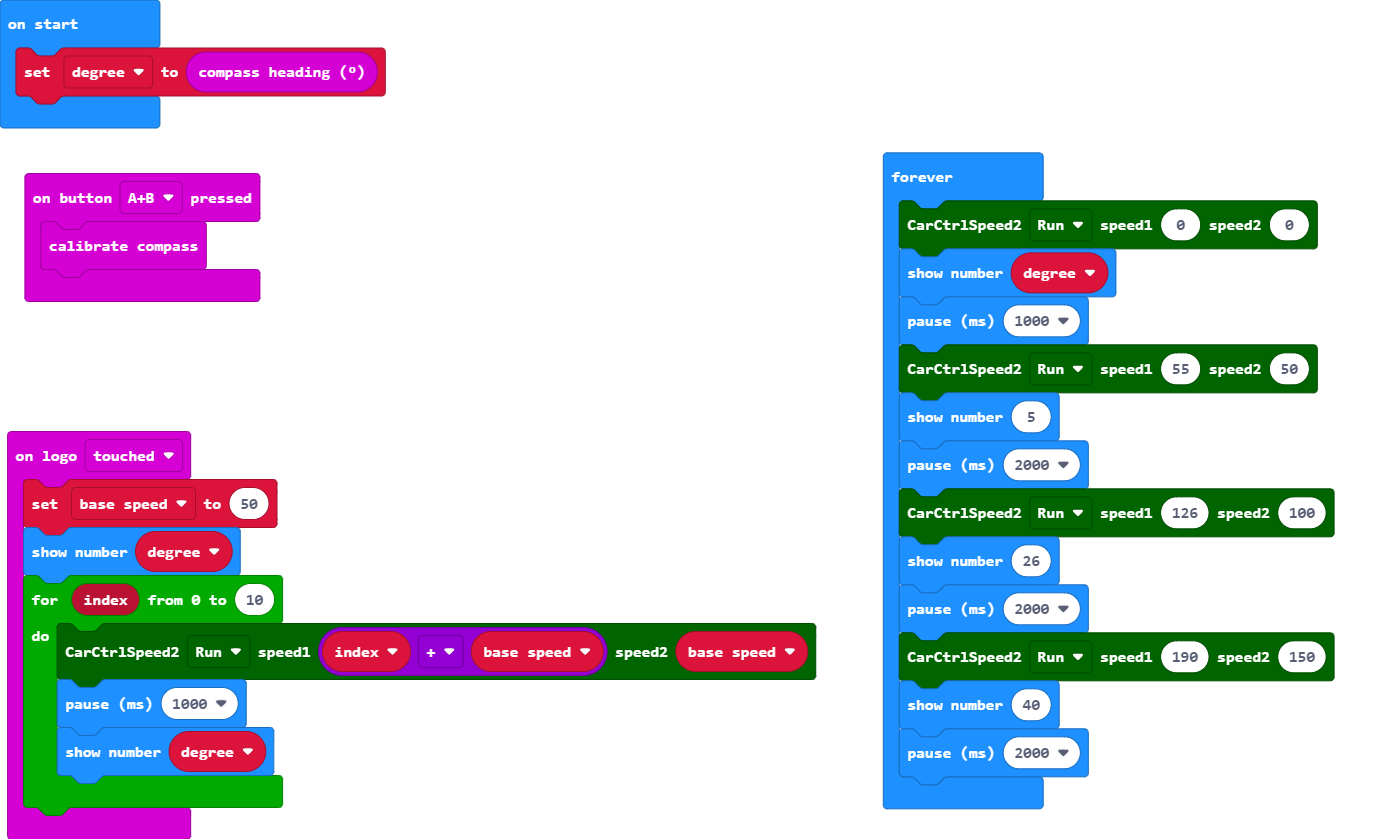 on start
set degree to compass heading (°)
on button A+B pressed
calibrate compass
on logo touched
set base speed to 50
show number degree
for index from 0 to 10
do
CarCtrlSpeed2 Run speed1 index + base speed speed2 base speed
pause (ms) 1000
show number degree
forever
CarCtrlSpeed2 Run speed1 0 speed2 0
show number degree
pause (ms) 1000
CarCtrlSpeed2 Run speed1 55 speed2 50
show number 5
pause (ms) 2000
CarCtrlSpeed2 Run speed1 126 speed2 100
show number 26
pause (ms) 2000
CarCtrlSpeed2 Run speed1 190 speed2 150
show number 40
pause (ms) 2000